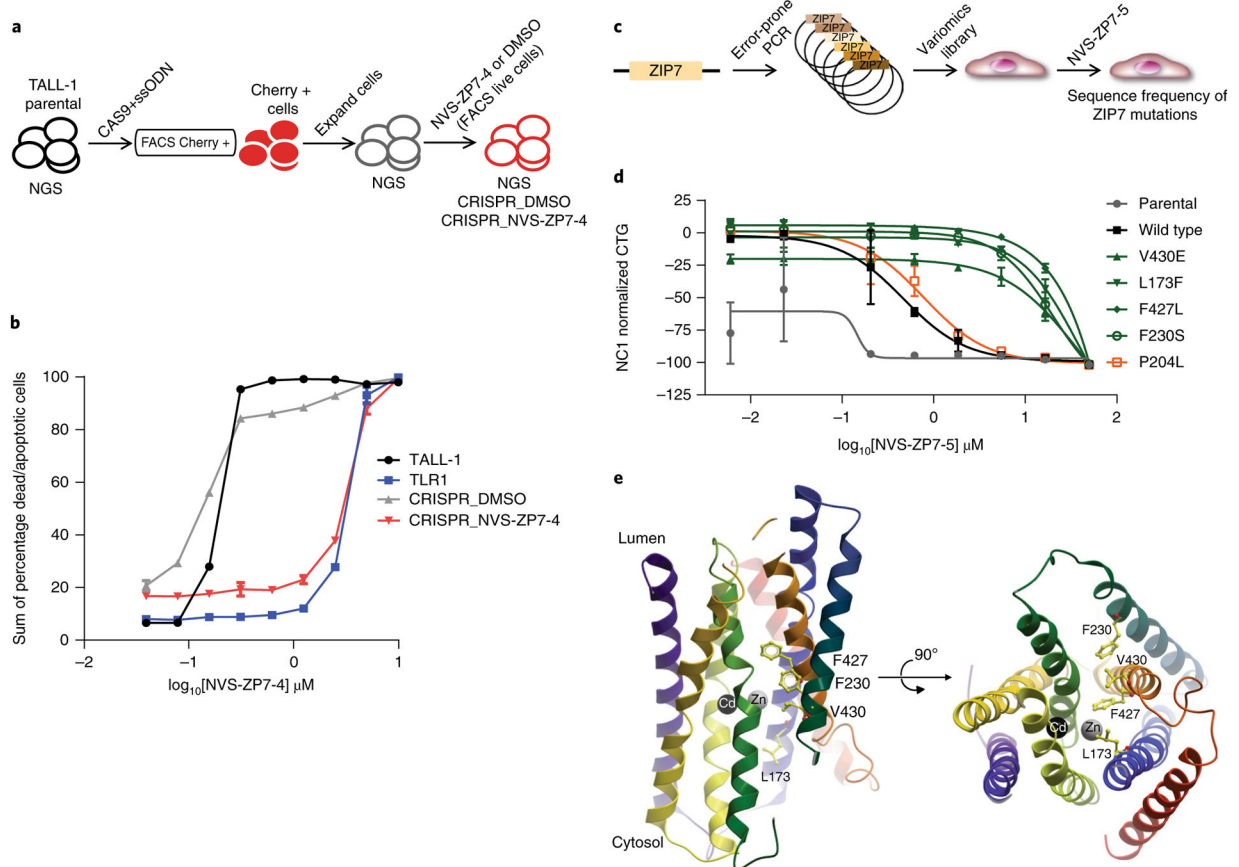 a
TALL-1
parental
NGS
CAS9+ssODN
FACS Cherry +
Cherry +
cells
Expand cells
NGS
NVS-ZP7-4 or DMSO
(FACS live cells)
NGS
CRISPR_DMSO
CRISPR_NVS-ZP7-4
b
Sum of percentage dead/apoptotic cells
100
80
60
40
20
0
−2
−1
0
1
log10[NVS-ZP7-4] μM
TALL-1
TLR1
CRISPR_DMSO
CRISPR_NVS-ZP7-4
c
ZIP7
Error-prone
PCR
ZIP7
ZIP7
ZIP7
ZIP7
ZIP7
ZIP7
Variomics
library
NVS-ZP7-5
Sequence frequency of
ZIP7 mutations
d
NC1 normalized CTG
25
0
−25
−50
−75
−100
−125
−2
−1
0
1
2
log10[NVS-ZP7-5] μM
Parental
Wild type
V430E
L173F
F427L
F230S
P204L
e
Lumen
Cd
Zn
F427
F230
V430
L173
Cytosol
90°
F230
V430
F427
Cd
Zn
L173